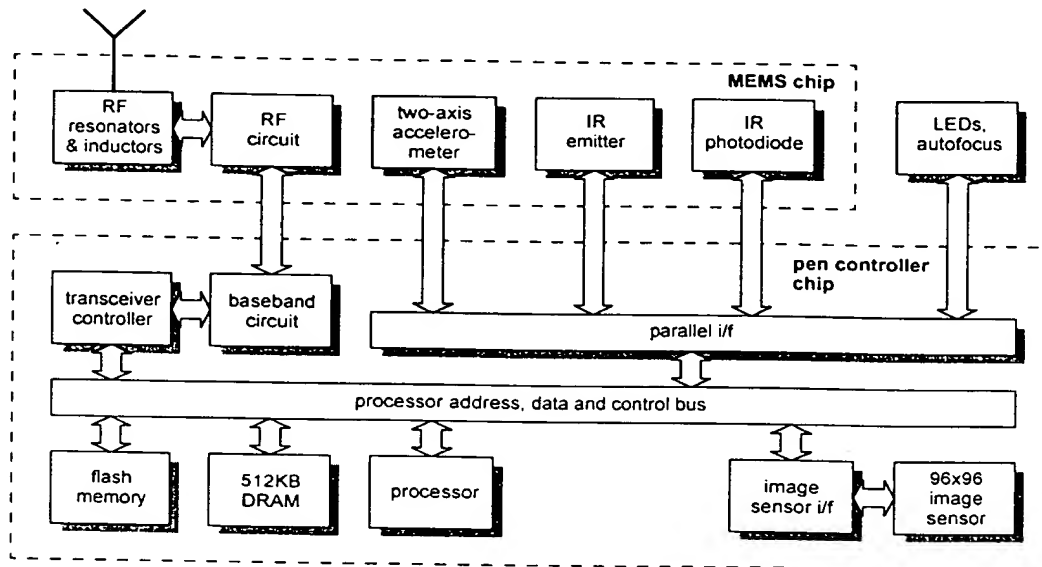 MEMS chip
RF
resonators
& inductors
RF
circuit
two-axis
accelero-
meter
IR
emitter
IR
photodiode
LEDs,
autofocus
pen controller
chip
transceiver
controller
baseband
circuit
parallel i/f
processor address, data and control bus
flash
memory
512KB
DRAM
processor
image
sensor i/f
96x96
image
sensor